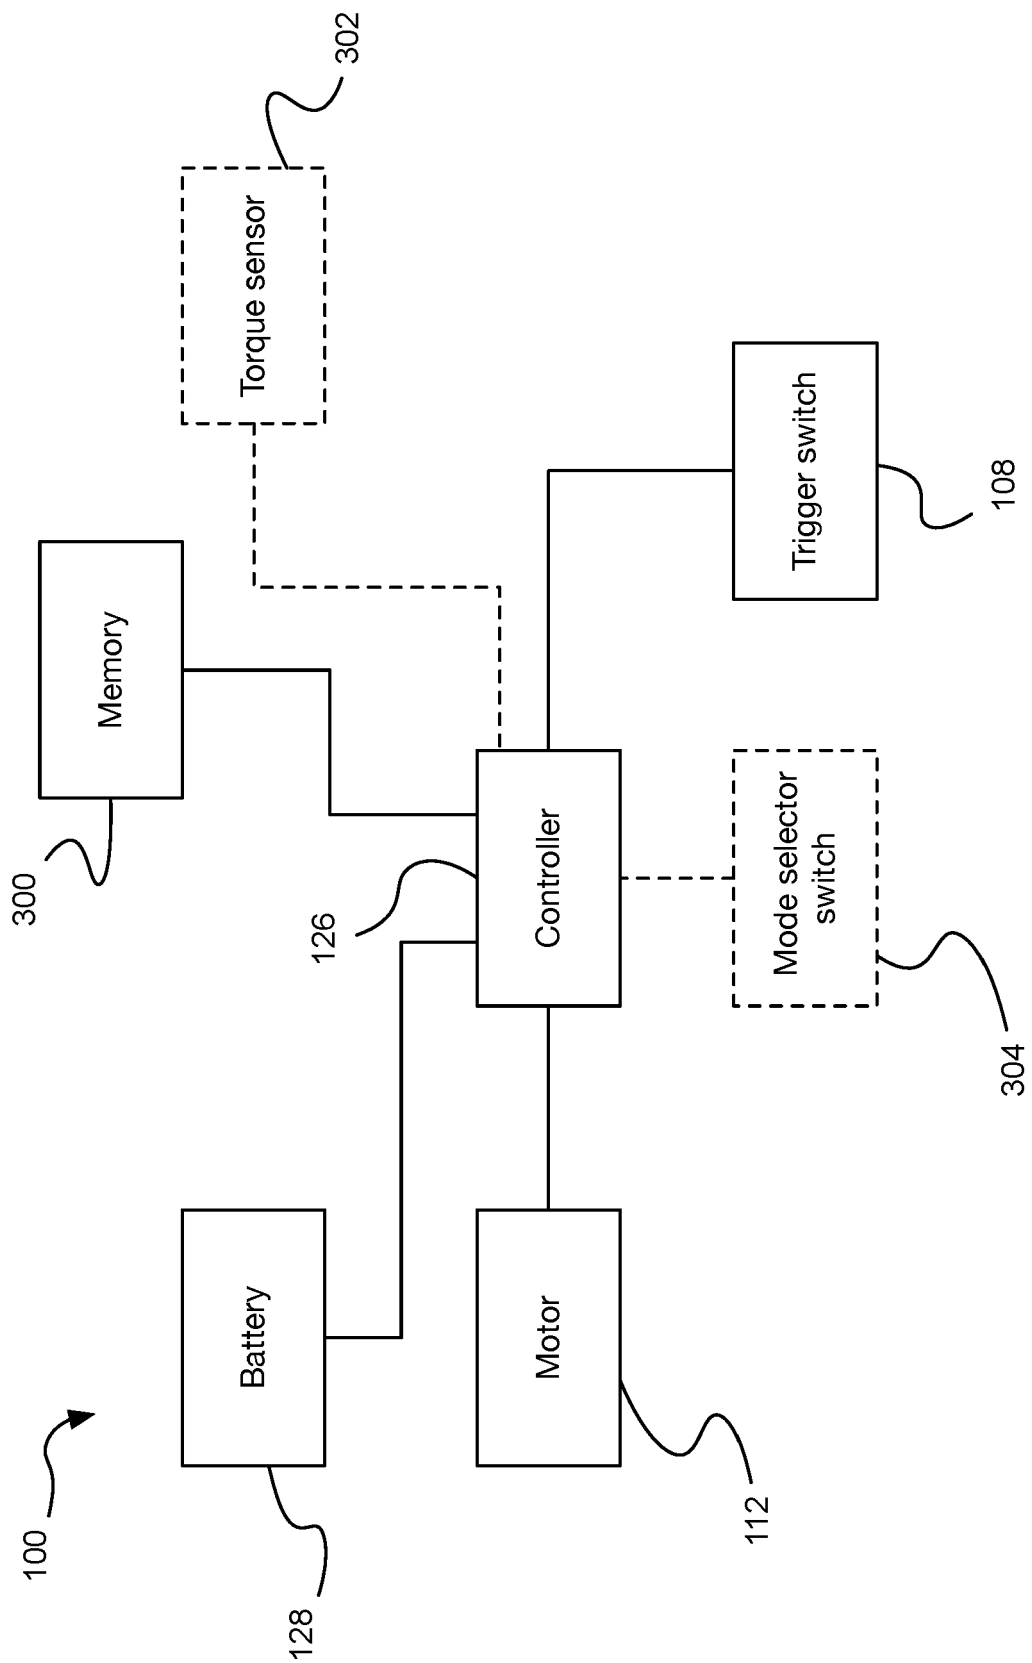 100
128
Battery
Motor
112
300
Memory
126
Controller
Mode selector
switch
304
302
Torque sensor
Trigger switch
108